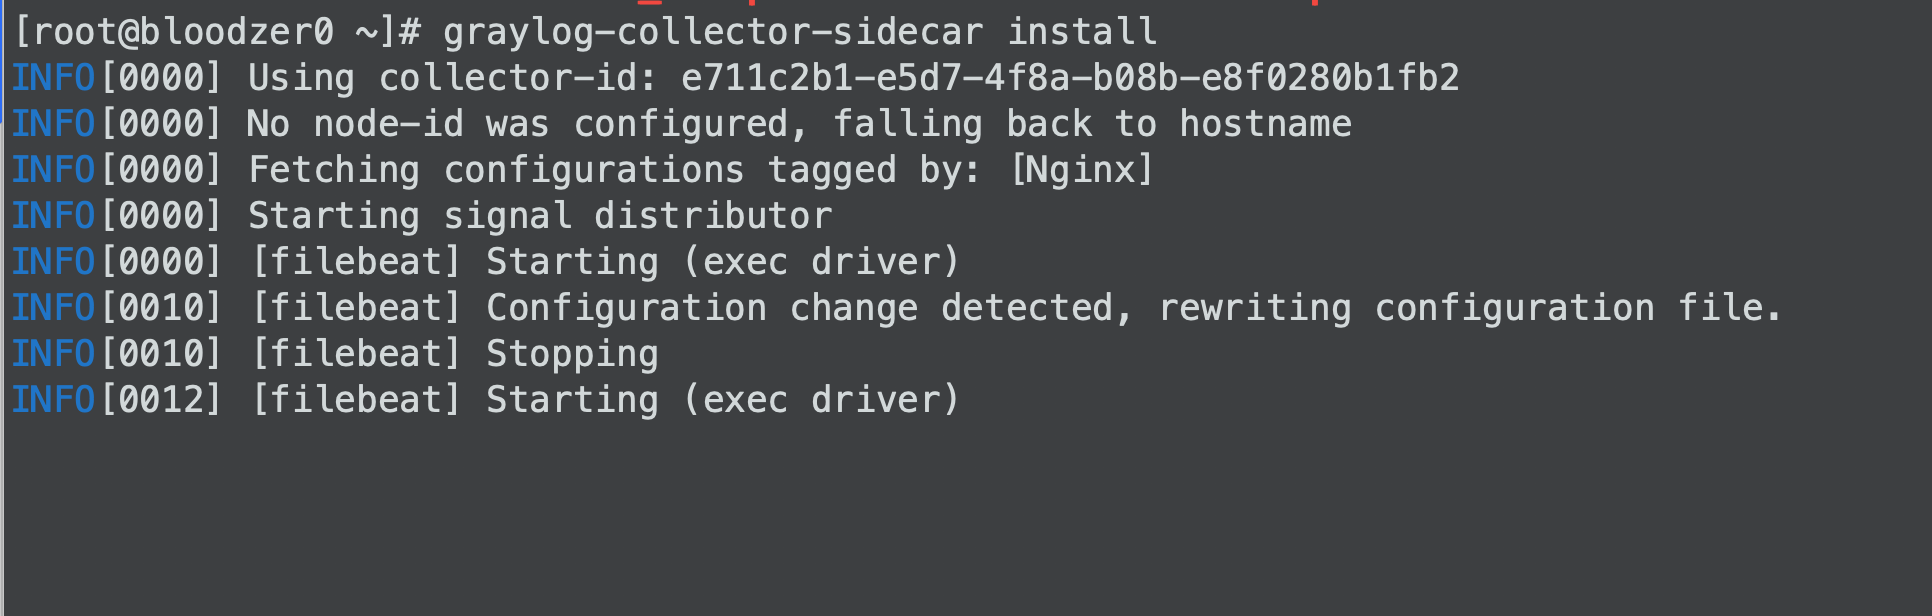 [root@bloodzer0 ~]# graylog-collector-sidecar install
INFO[0000] Using collector-id: e711c2b1-e5d7-4f8a-b08b-e8f0280b1fb2
INFO[0000] No node-id was configured, falling back to hostname
INFO[0000] Fetching configurations tagged by: [Nginx]
INFO[0000] Starting signal distributor
INFO[0000] [filebeat] Starting (exec driver)
INFO[0010] [filebeat] Configuration change detected, rewriting configuration file.
INFO[0010] [filebeat] Stopping
INFO[0012] [filebeat] Starting (exec driver)